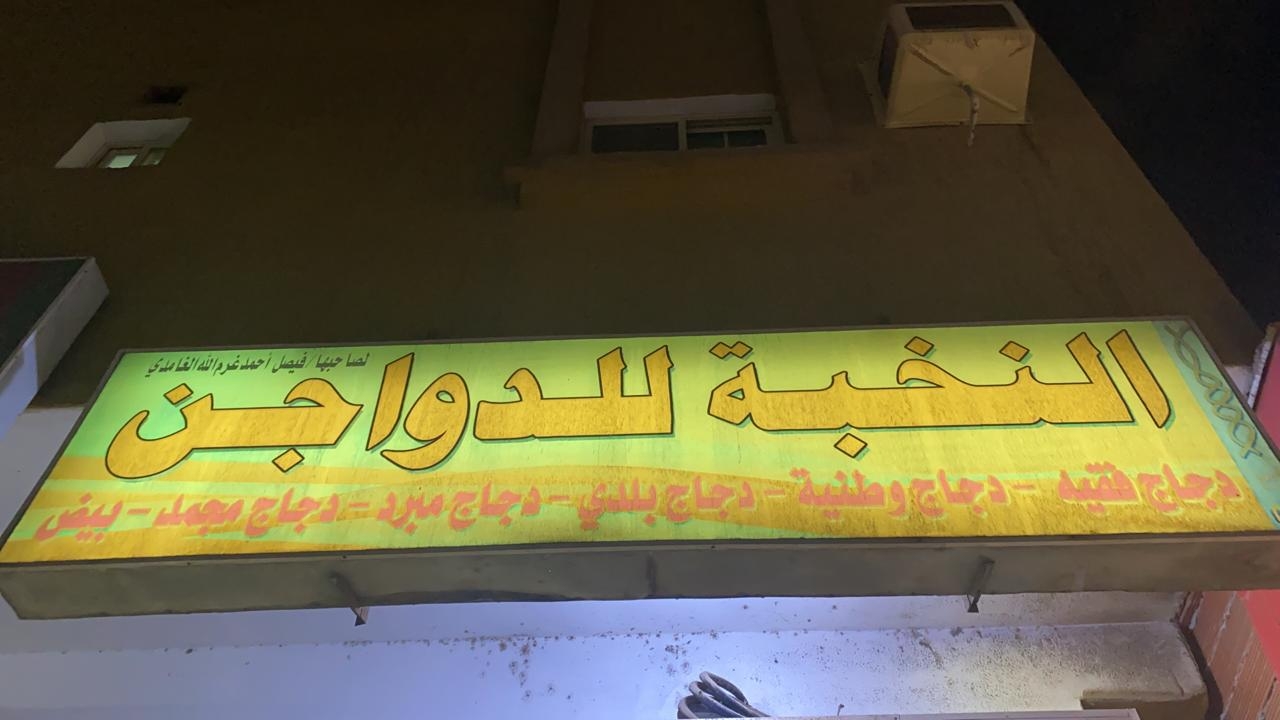 لصاحبها/فيصل أحمد غرم الله الغامدي
النخبة للدواجن
دجاج فقيه - دجاج وطنية - دجاج بلدي - دجاج مبرد - دجاج مجمد - بيض